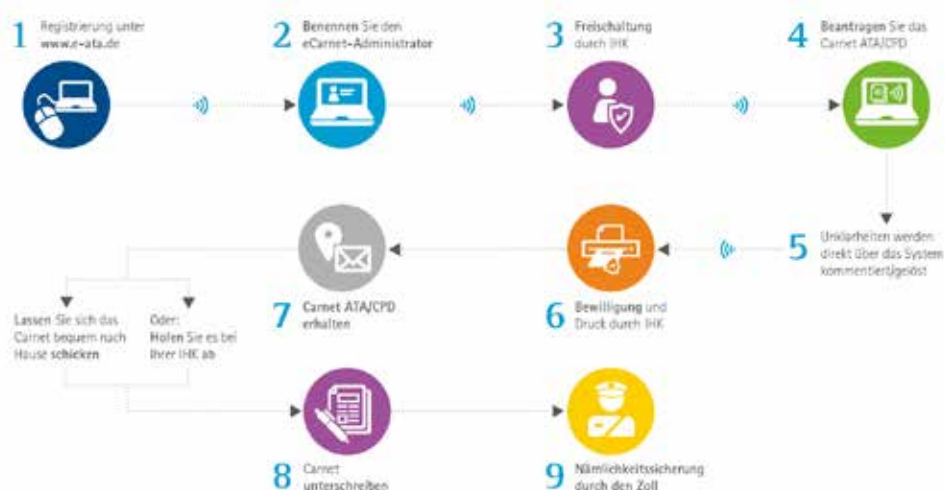 1
Registrierung unter
www.e-ata.de
2
Benennen Sie den
eCarnet-Administrator
3
Freischaltung
durch IHK
4
Beantragen Sie das
Carnet ATA/CPD
5
Unklarheiten werden
direkt über das System
kommentiert/gelöst
6
Bewilligung und
Druck durch IHK
7
Carnet ATA/CPD
erhalten
Lassen Sie sich das
Carnet bequem nach
Hause schicken
Oder:
Holen Sie es bei
Ihrer IHK ab
8
Carnet
unterschreiben
9
Nämlichkeitssicherung
durch den Zoll